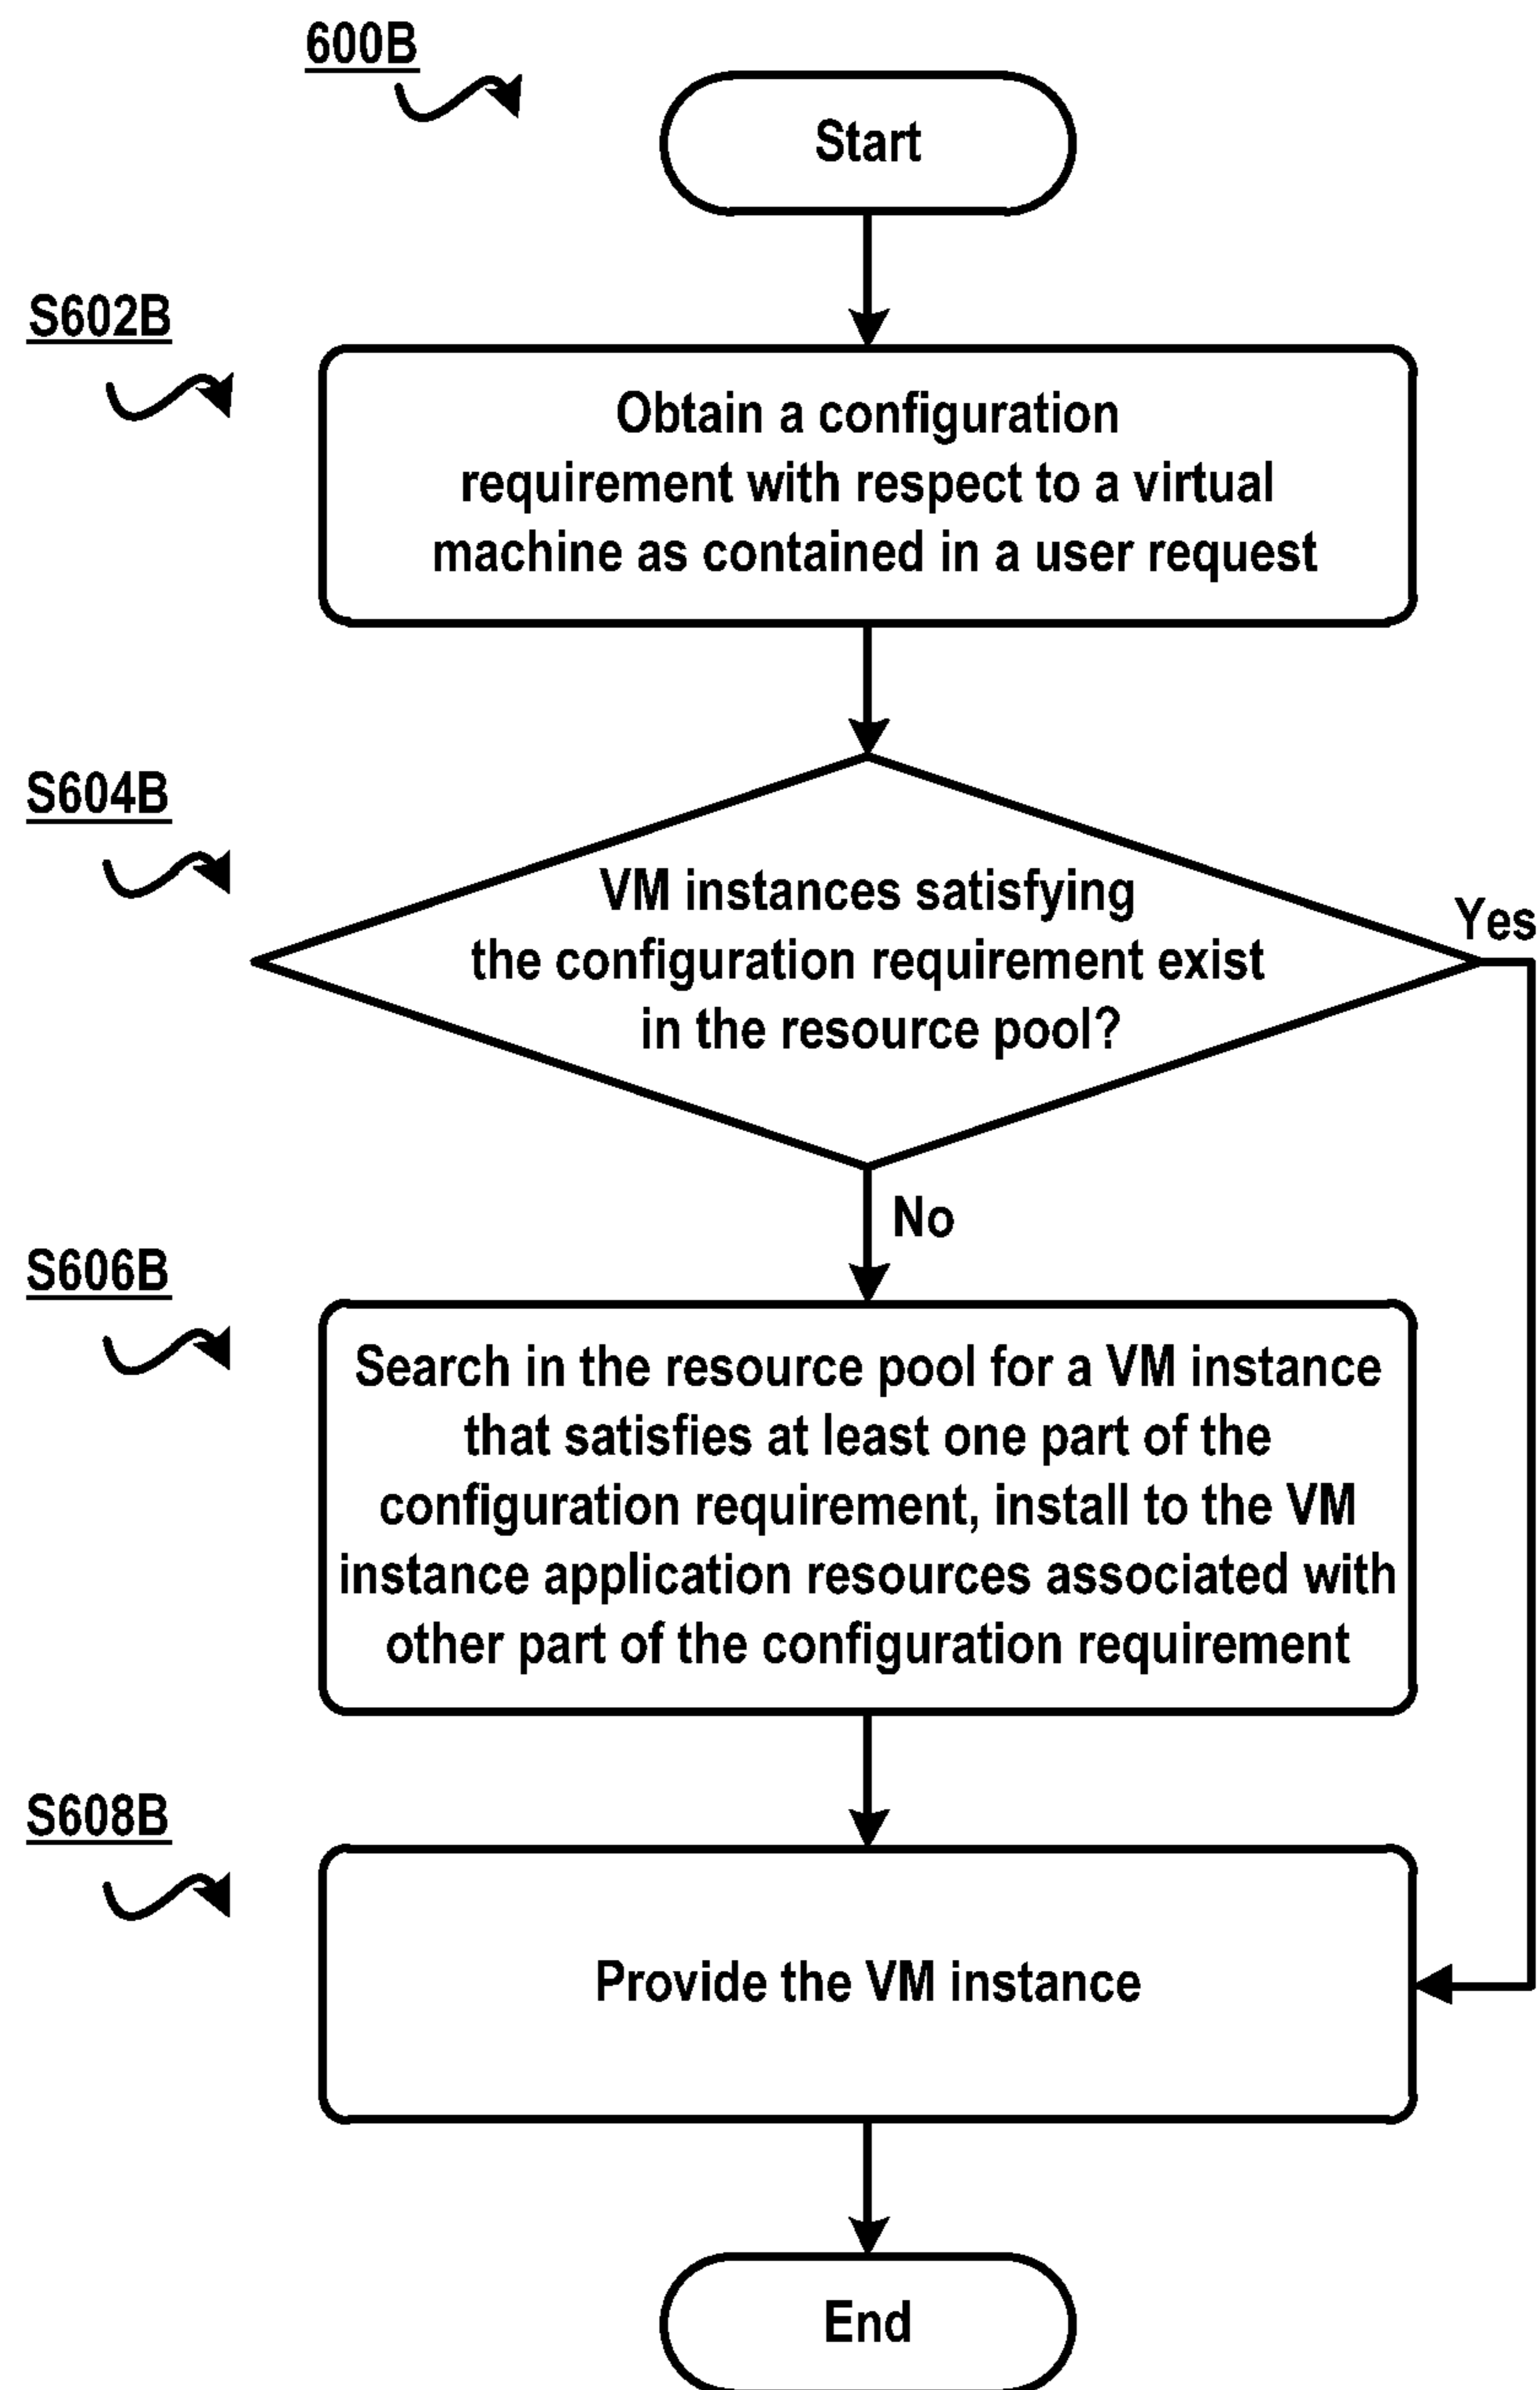 600B
Start
S602B
Obtain a configuration
requirement with respect to a virtual
machine as contained in a user request
S604B
VM instances satisfying
the configuration requirement exist
in the resource pool?
Yes
No
S606B
Search in the resource pool for a VM instance
that satisfies at least one part of the
configuration requirement, install to the VM
instance application resources associated with
other part of the configuration requirement
S608B
Provide the VM instance
End